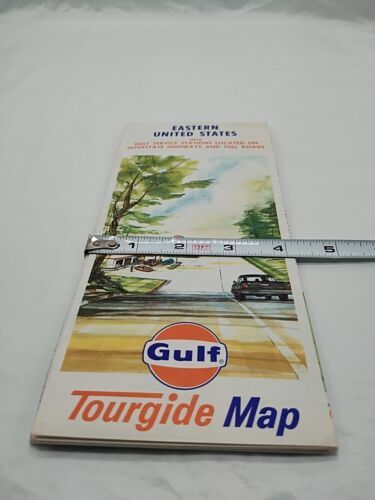 EASTERN
UNITED STATES
WITH
GULF SERVICE STATIONS LOCATED ON
INTERSTATE HIGHWAYS AND TOLL ROADS
1 2 3 4 5
Gulf
Tourgide Map